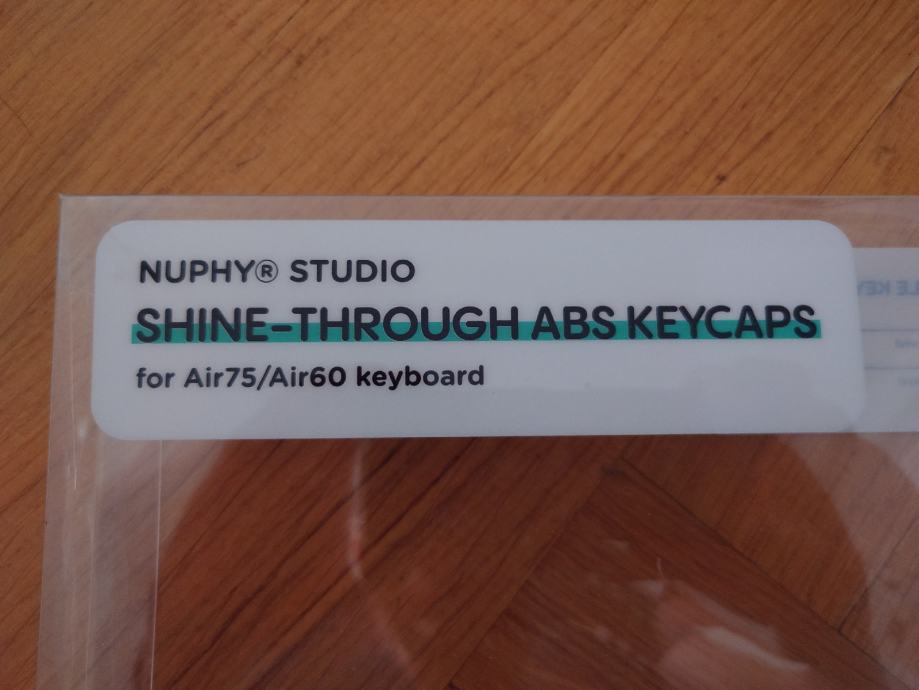 NUPHY® STUDIO
SHINE-THROUGH ABS KEYCAPS
for Air75/Air60 keyboard